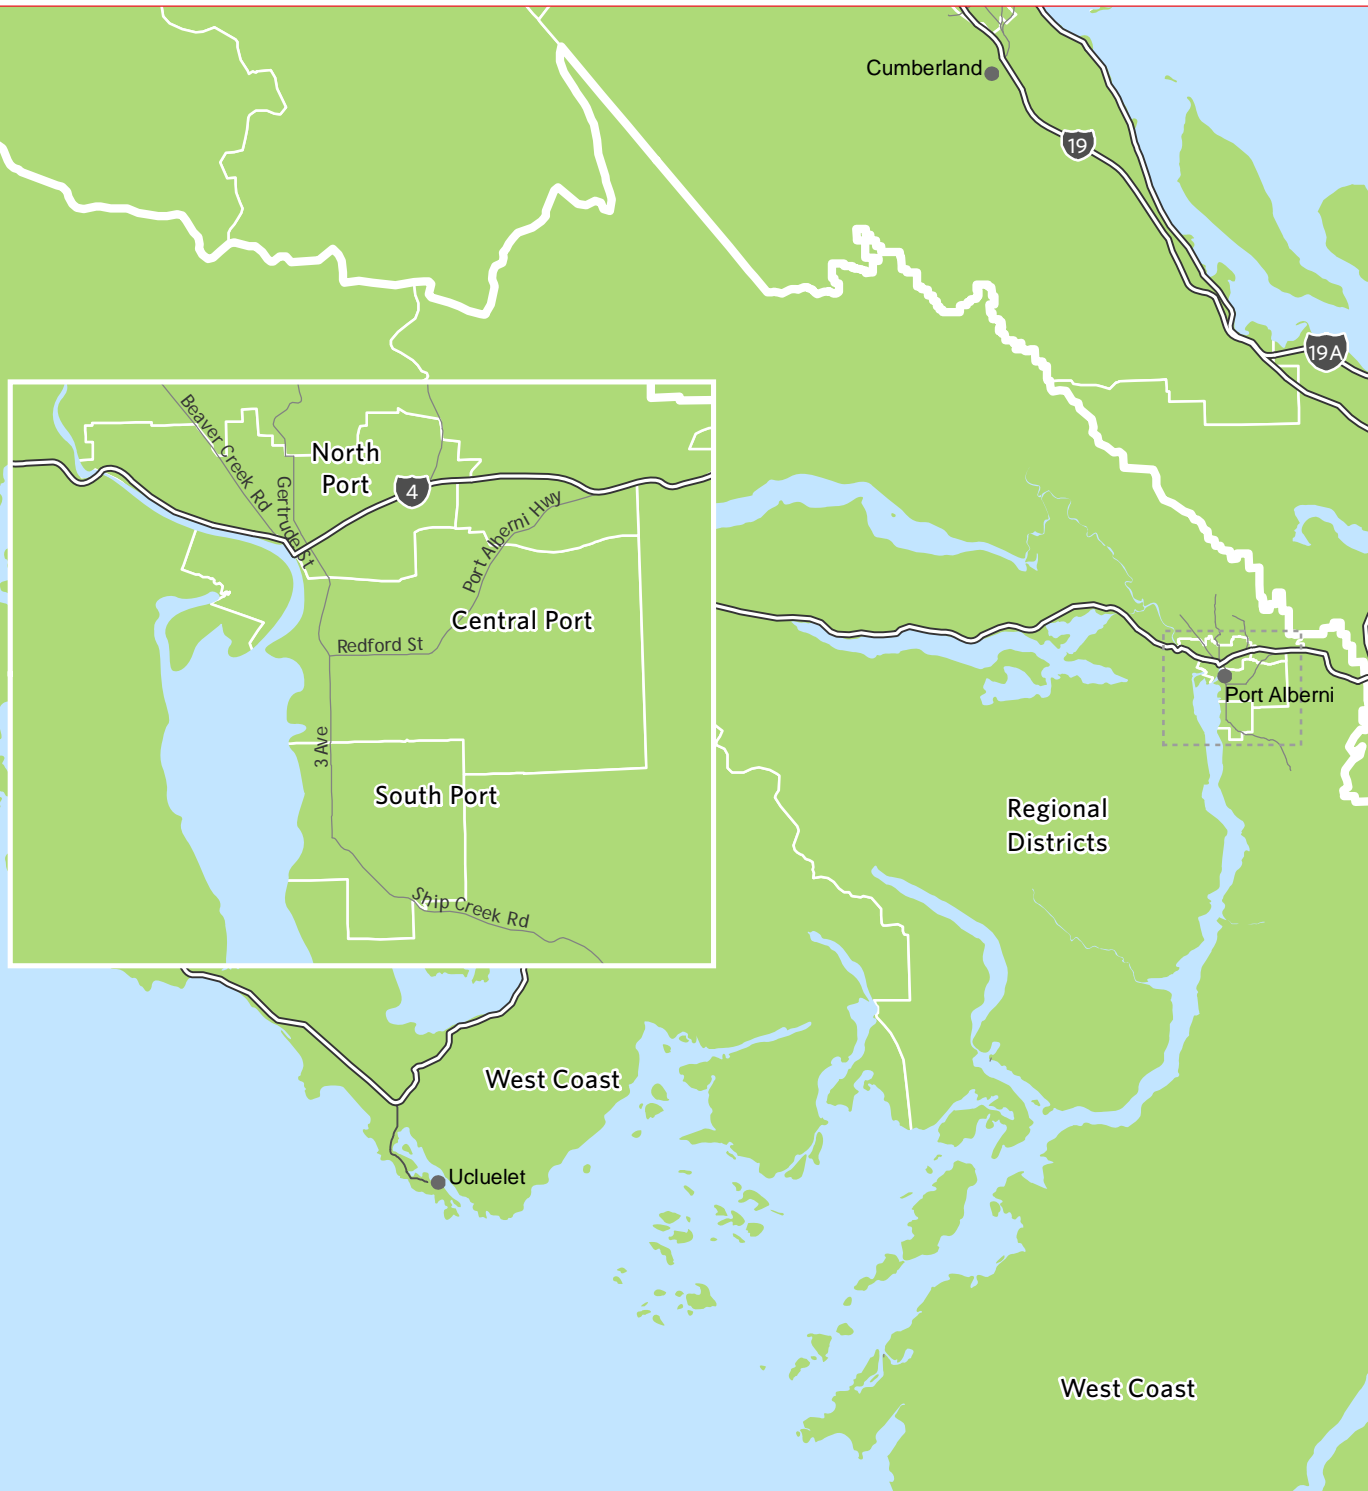 Cumberland
19
19A
Beaver Creek Rd
North
Port
Gertrude St
4
Port Alberni Hwy
Central Port
Redford St
3 Ave
South Port
Ship Creek Rd
Port Alberni
Regional
Districts
West Coast
Ucluelet
West Coast